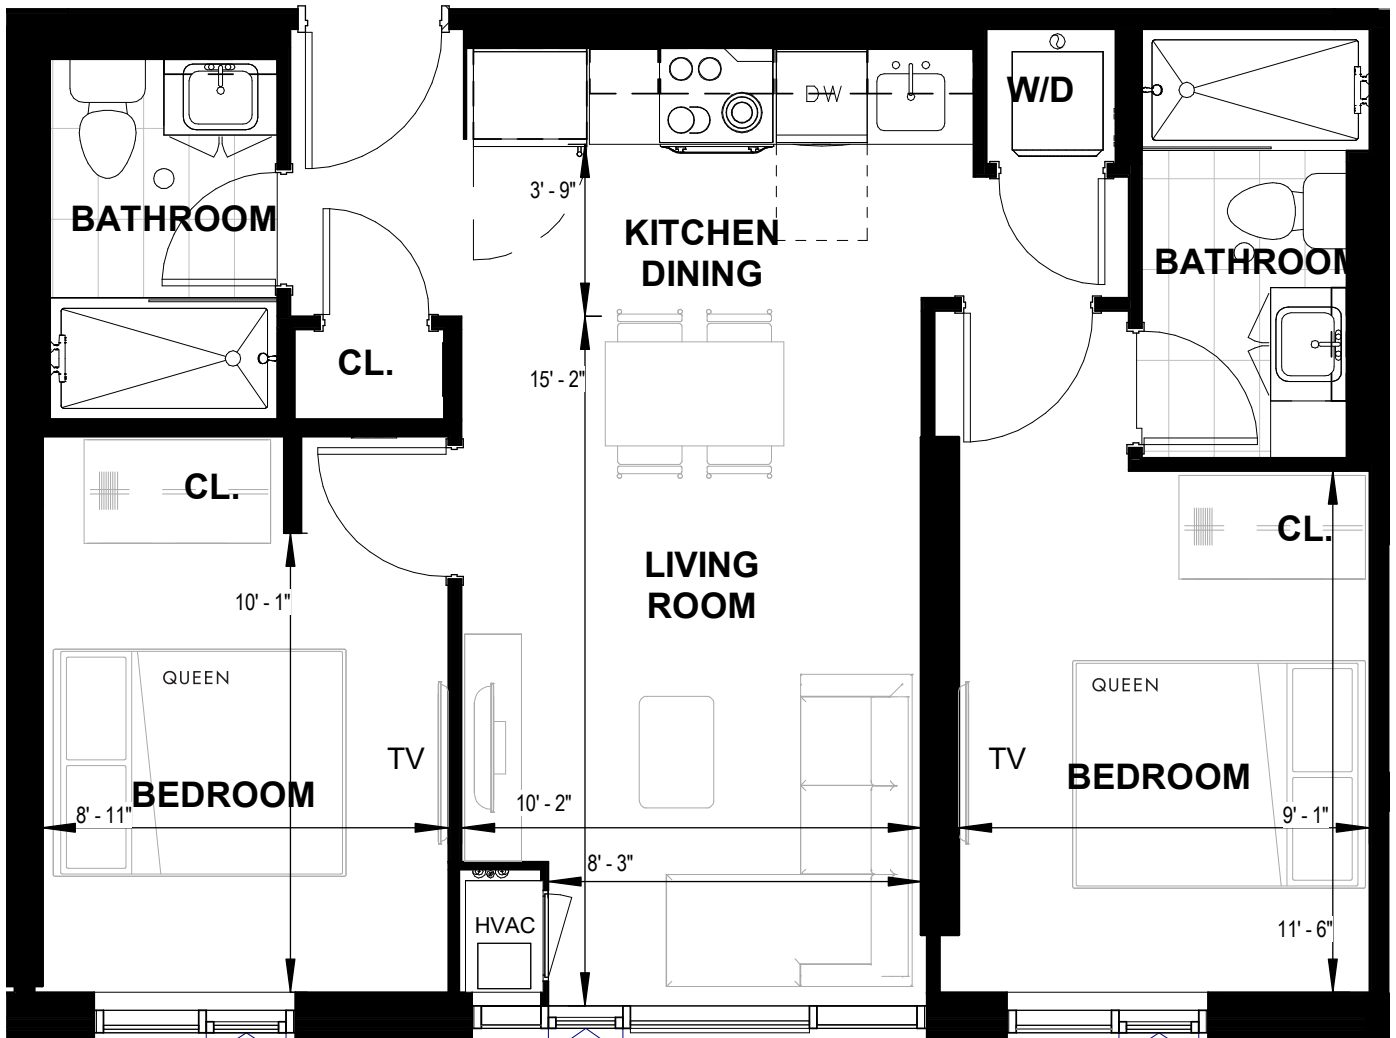 W/D
DW
3' - 9"
BATHROOM
KITCHEN
DINING
BATHROOM
CL.
15' - 2"
CL.
CL.
LIVING
ROOM
10' - 1"
QUEEN
QUEEN
TV
TV
BEDROOM
BEDROOM
8' - 11"
10' - 2"
9' - 1"
8' - 3"
HVAC
11' - 6"